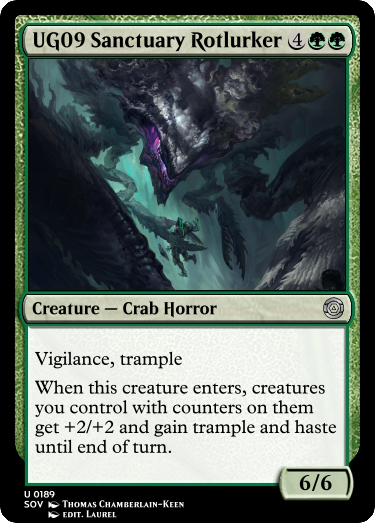 UG09 Sanctuary Rotlurker 4
Creature — Crab Horror
Vigilance, trample
When this creature enters, creatures
you control with counters on them
get +2/+2 and gain trample and haste
until end of turn.
6/6
U 0189
SOV Thomas Chamberlain-Keen
edit. Laurel